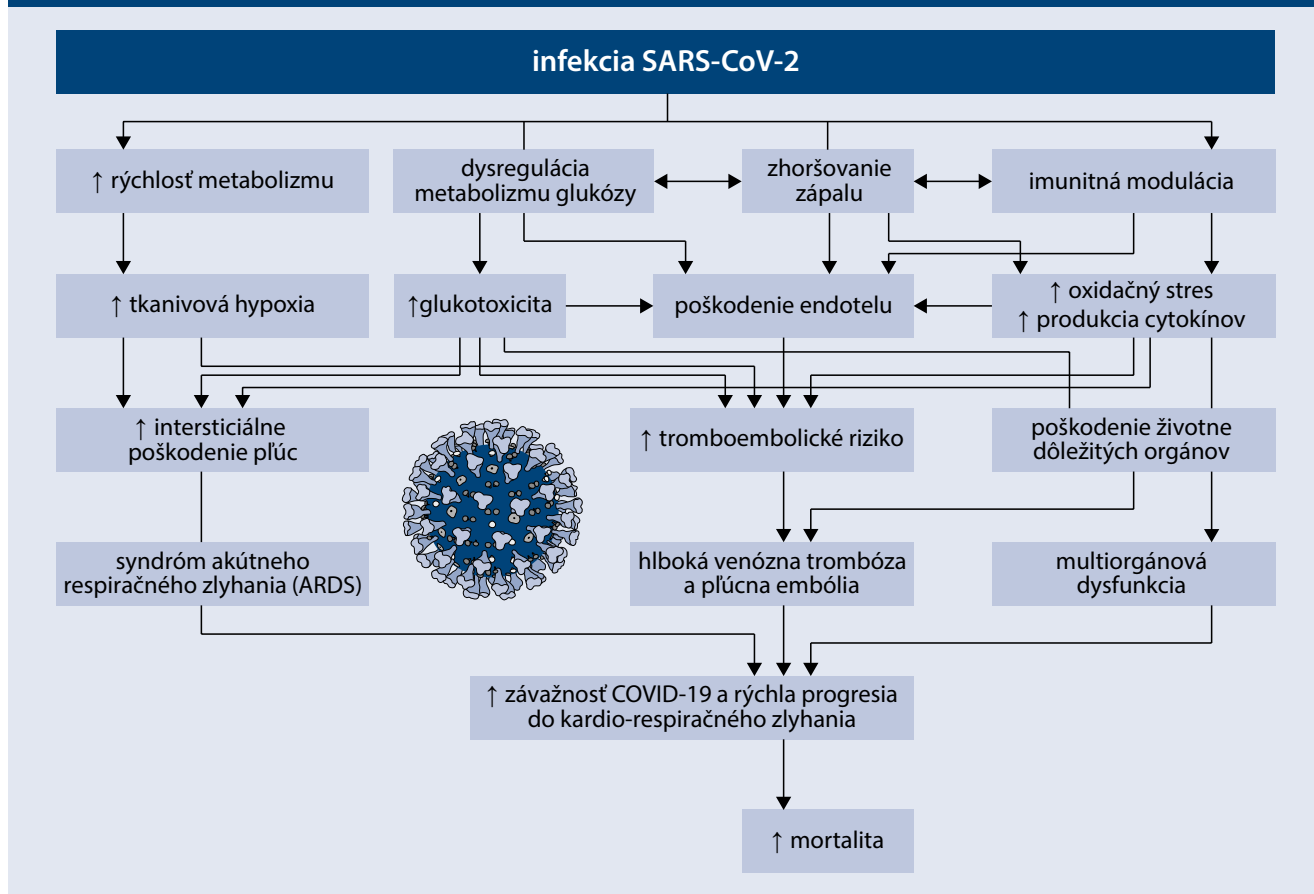 infekcia SARS-CoV-2
↑ rýchlosť metabolizmu
dysregulácia
metabolizmu glukózy
zhoršovanie
zápalu
imunitná modulácia
↑ tkanivová hypoxia
↑glukotoxicita
poškodenie endotelu
↑ oxidačný stres
↑ produkcia cytokínov
↑ intersticiálne
poškodenie pľúc
↑ tromboembolické riziko
poškodenie životne
dôležitých orgánov
syndróm akútneho
respiračného zlyhania (ARDS)
hlboká venózna trombóza
a pľúcna embólia
multiorgánová
dysfunkcia
↑ závažnosť COVID-19 a rýchla progresia
do kardio-respiračného zlyhania
↑ mortalita